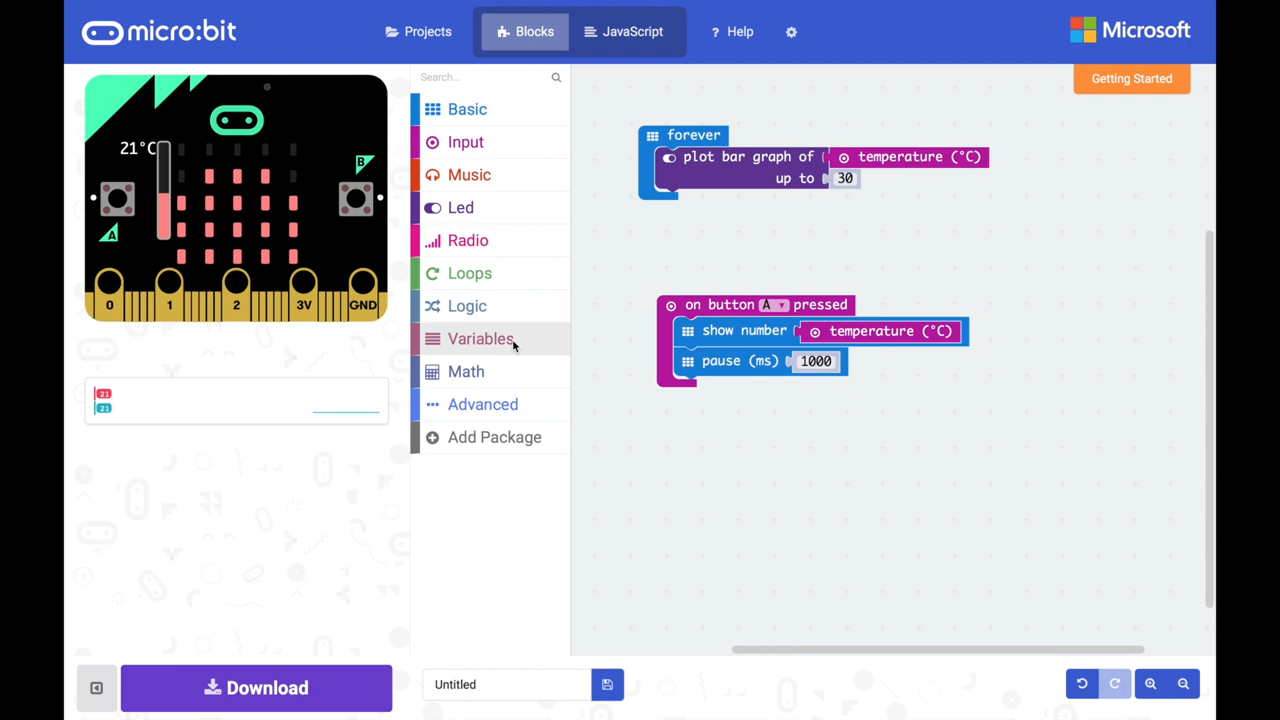 micro:bit
Projects
Blocks
JavaScript
? Help
Microsoft
Search...
Getting Started
Basic
Input
Music
Led
Radio
Loops
Logic
Variables
Math
Advanced
Add Package
21°C
B
A
0 1 2 3V GND
21
21
forever
plot bar graph of temperature (°C)
up to 30
on button A pressed
show number temperature (°C)
pause (ms) 1000
Download
Untitled